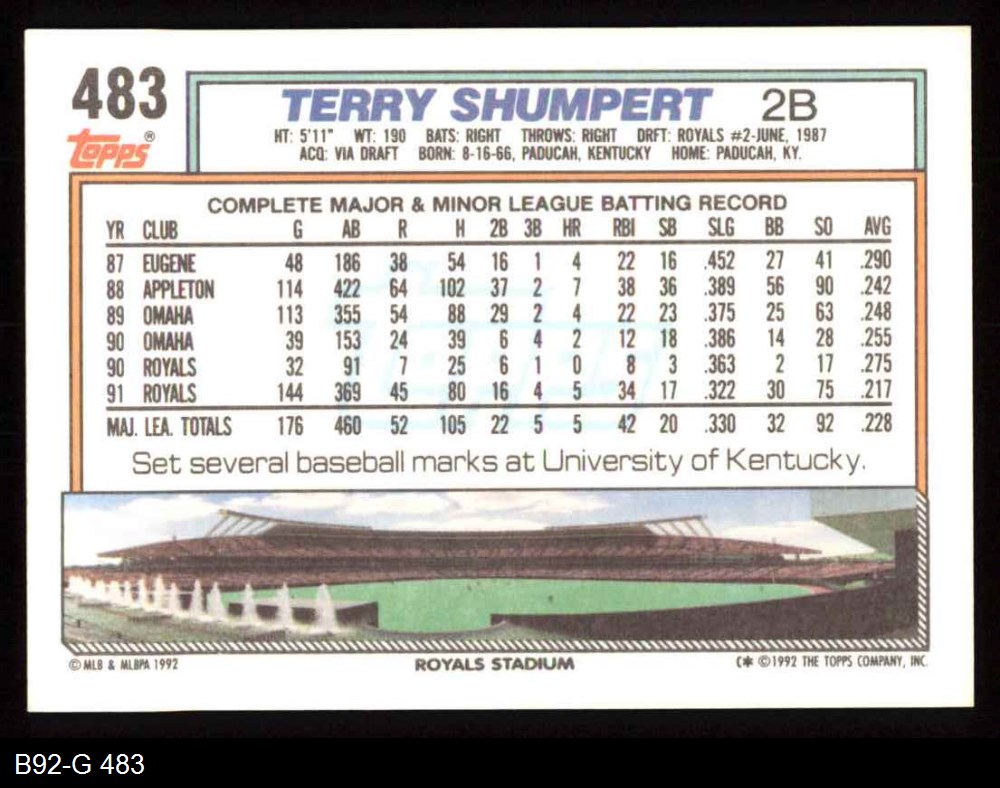 483
Topps®
TERRY SHUMPERT 2B
HT: 5'11" WT: 190 BATS: RIGHT THROWS: RIGHT DRFT: ROYALS #2-JUNE, 1987
ACQ: VIA DRAFT BORN: 8-16-66, PADUCAH, KENTUCKY HOME: PADUCAH, KY.
COMPLETE MAJOR & MINOR LEAGUE BATTING RECORD
YR CLUB G AB R H 2B 3B HR RBI SB SLG BB SO AVG
87 EUGENE 48 186 38 54 16 1 4 22 16 .452 27 41 .290
88 APPLETON 114 422 64 102 37 2 7 38 36 .389 56 90 .242
89 OMAHA 113 355 54 88 29 2 4 22 23 .375 25 63 .248
90 OMAHA 39 153 24 39 6 4 2 12 18 .386 14 28 .255
90 ROYALS 32 91 7 25 6 1 0 8 3 .363 2 17 .275
91 ROYALS 144 369 45 80 16 4 5 34 17 .322 30 75 .217
MAJ. LEA. TOTALS 176 460 52 105 22 5 5 42 20 .330 32 92 .228
Set several baseball marks at University of Kentucky.
© MLB & MLBPA 1992 ROYALS STADIUM C* ©1992 THE TOPPS COMPANY, INC.
B92-G 483